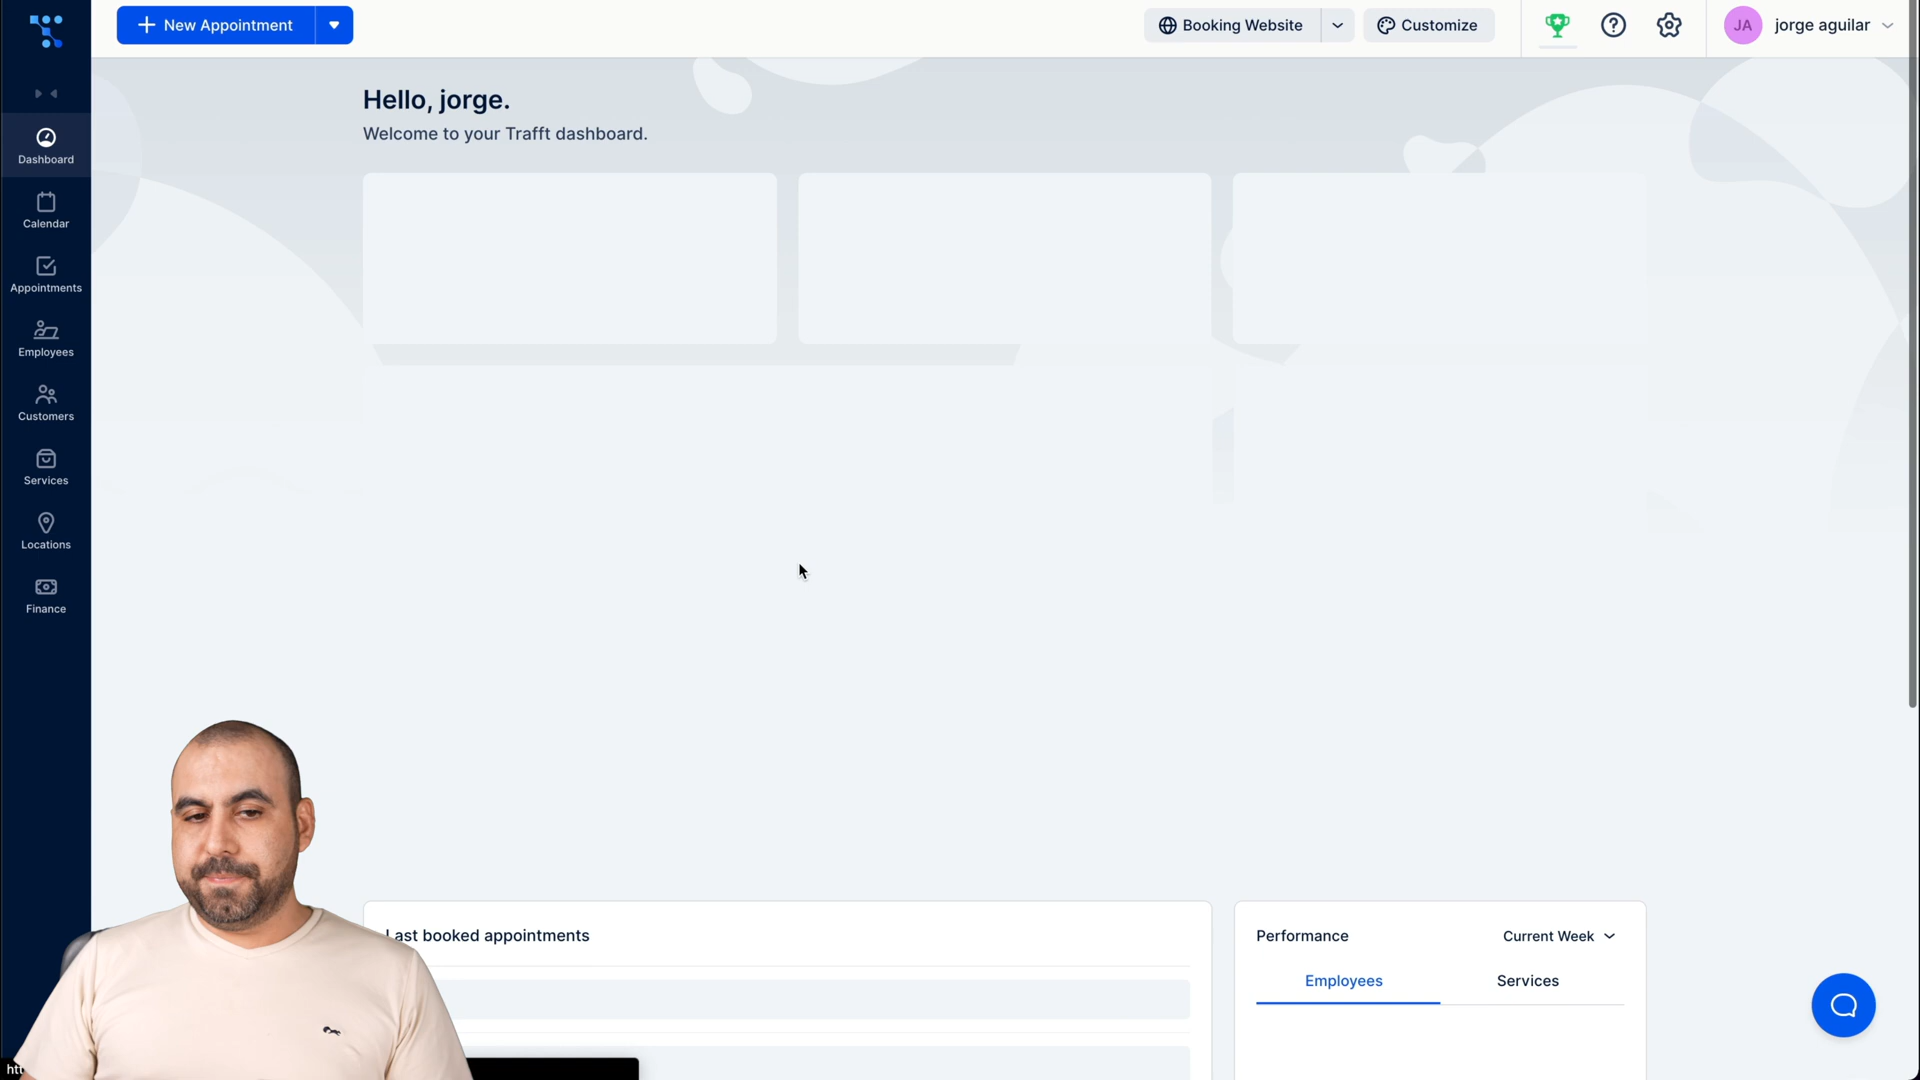 New Appointment
Booking Website
Customize
JA
jorge aguilar
Dashboard
Calendar
Appointments
Employees
Customers
Services
Locations
Finance
Hello, jorge.
Welcome to your Trafft dashboard.
Last booked appointments
Performance
Current Week
Employees
Services
htt